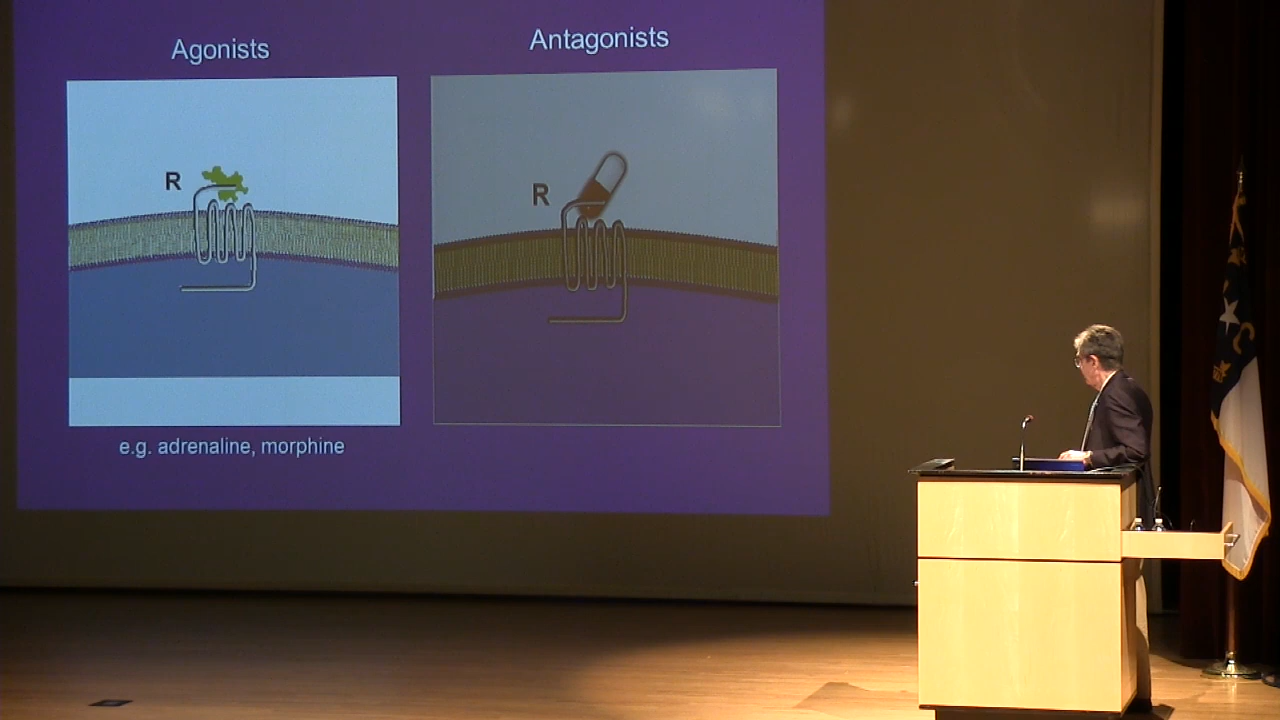 Agonists
Antagonists
R
R
e.g. adrenaline, morphine